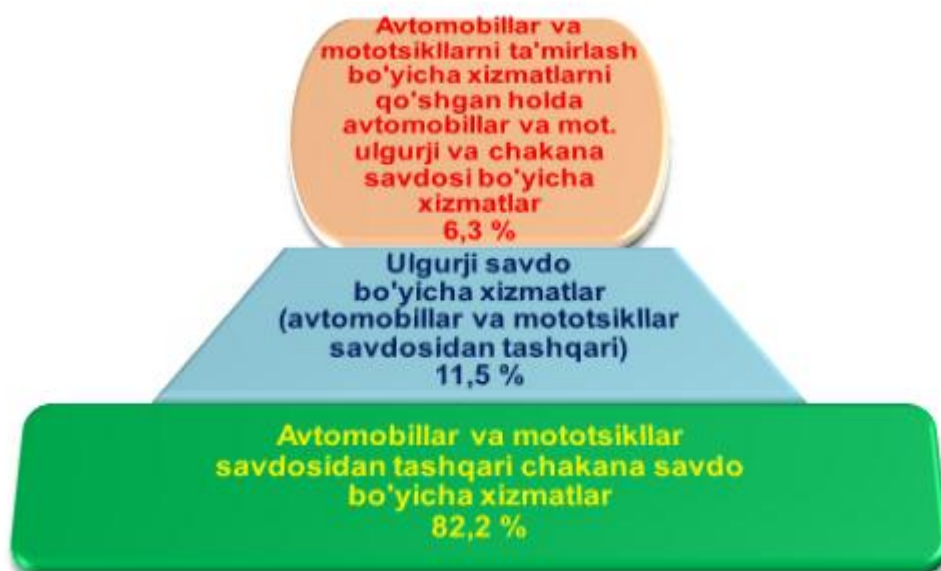 Avtomobillar va
mototsikllarni ta'mirlash
bo'yicha xizmatlarni
qo'shgan holda
avtomobillar va mot.
ulgurji va chakana
savdosi bo'yicha
xizmatlar
6,3 %
Ulgurji savdo
bo'yicha xizmatlar
(avtomobillar va mototsikllar
savdosidan tashqari)
11,5 %
Avtomobillar va mototsikllar
savdosidan tashqari chakana savdo
bo'yicha xizmatlar
82,2 %